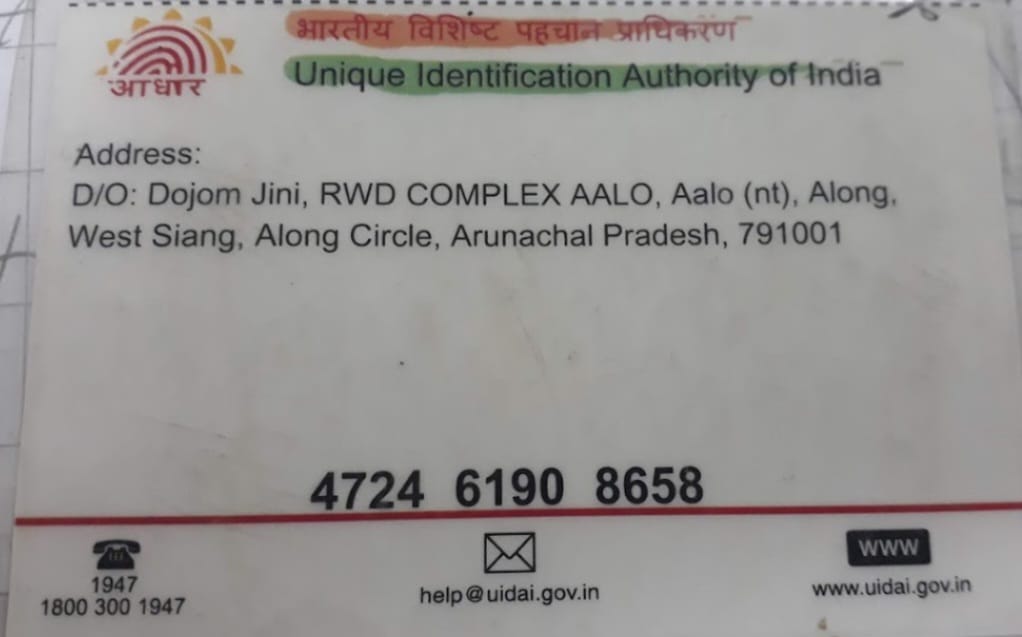 भारतीय विशिष्ट पहचान प्राधिकरण
आधार
Unique Identification Authority of India
Address:
D/O: Dojom Jini, RWD COMPLEX AALO, Aalo (nt), Along,
West Siang, Along Circle, Arunachal Pradesh, 791001
4724 6190 8658
1947
1800 300 1947
help@uidai.gov.in
WWW
www.uidai.gov.in